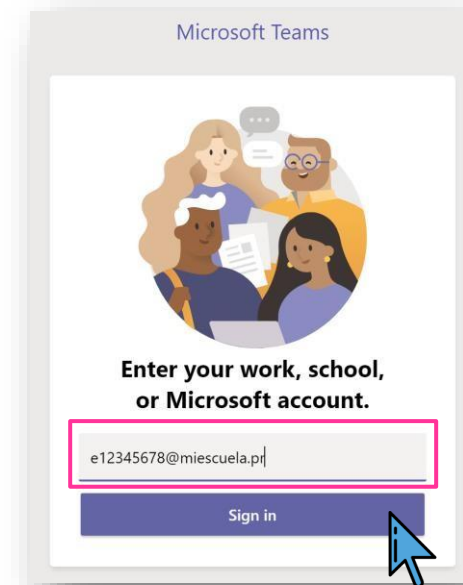 Microsoft Teams
Enter your work, school,
or Microsoft account.
e12345678@miescuela.pr
Sign in